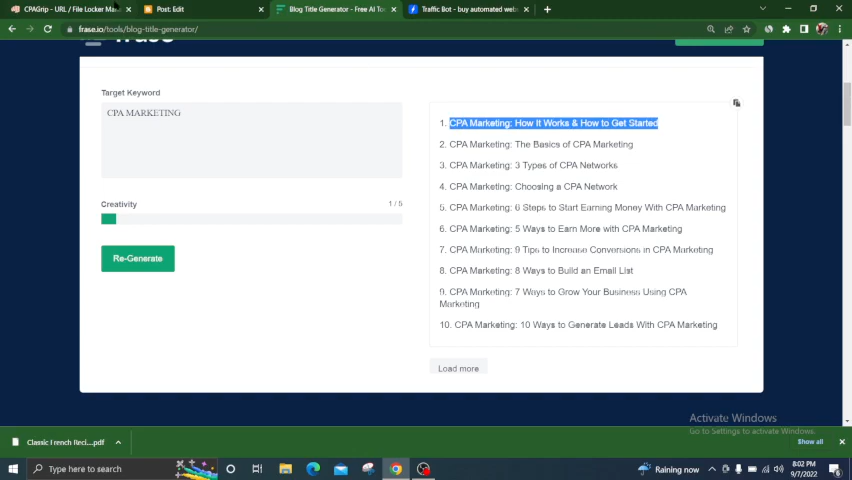 CPAGrip - URL / File Locker Ma
Post: Edit
Blog Title Generator - Free AI Too
Traffic Bot - buy automated web
frase.io/tools/blog-title-generator/
Target Keyword
CPA MARKETING
Creativity
1 / 5
Re-Generate
1. CPA Marketing: How It Works & How to Get Started
2. CPA Marketing: The Basics of CPA Marketing
3. CPA Marketing: 3 Types of CPA Networks
4. CPA Marketing: Choosing a CPA Network
5. CPA Marketing: 6 Steps to Start Earning Money With CPA Marketing
6. CPA Marketing: 5 Ways to Earn More with CPA Marketing
7. CPA Marketing: 9 Tips to Increase Conversions in CPA Marketing
8. CPA Marketing: 8 Ways to Build an Email List
9. CPA Marketing: 7 Ways to Grow Your Business Using CPA
Marketing
10. CPA Marketing: 10 Ways to Generate Leads With CPA Marketing
Load more
Activate Windows
Go to Settings to activate Windows.
Classic French Reci....pdf
Show all
Type here to search
Raining now
8:02 PM
9/7/2022
6